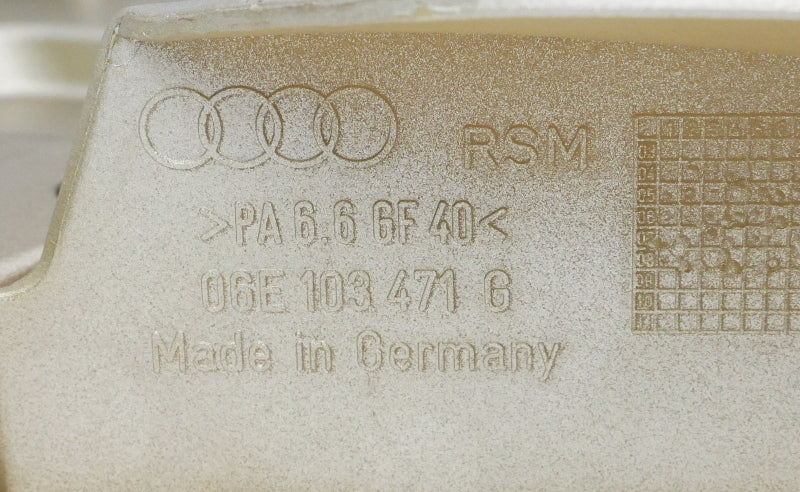 RSM
>PA 6.6 GF 40<
06E 103 471 G
Made in Germany